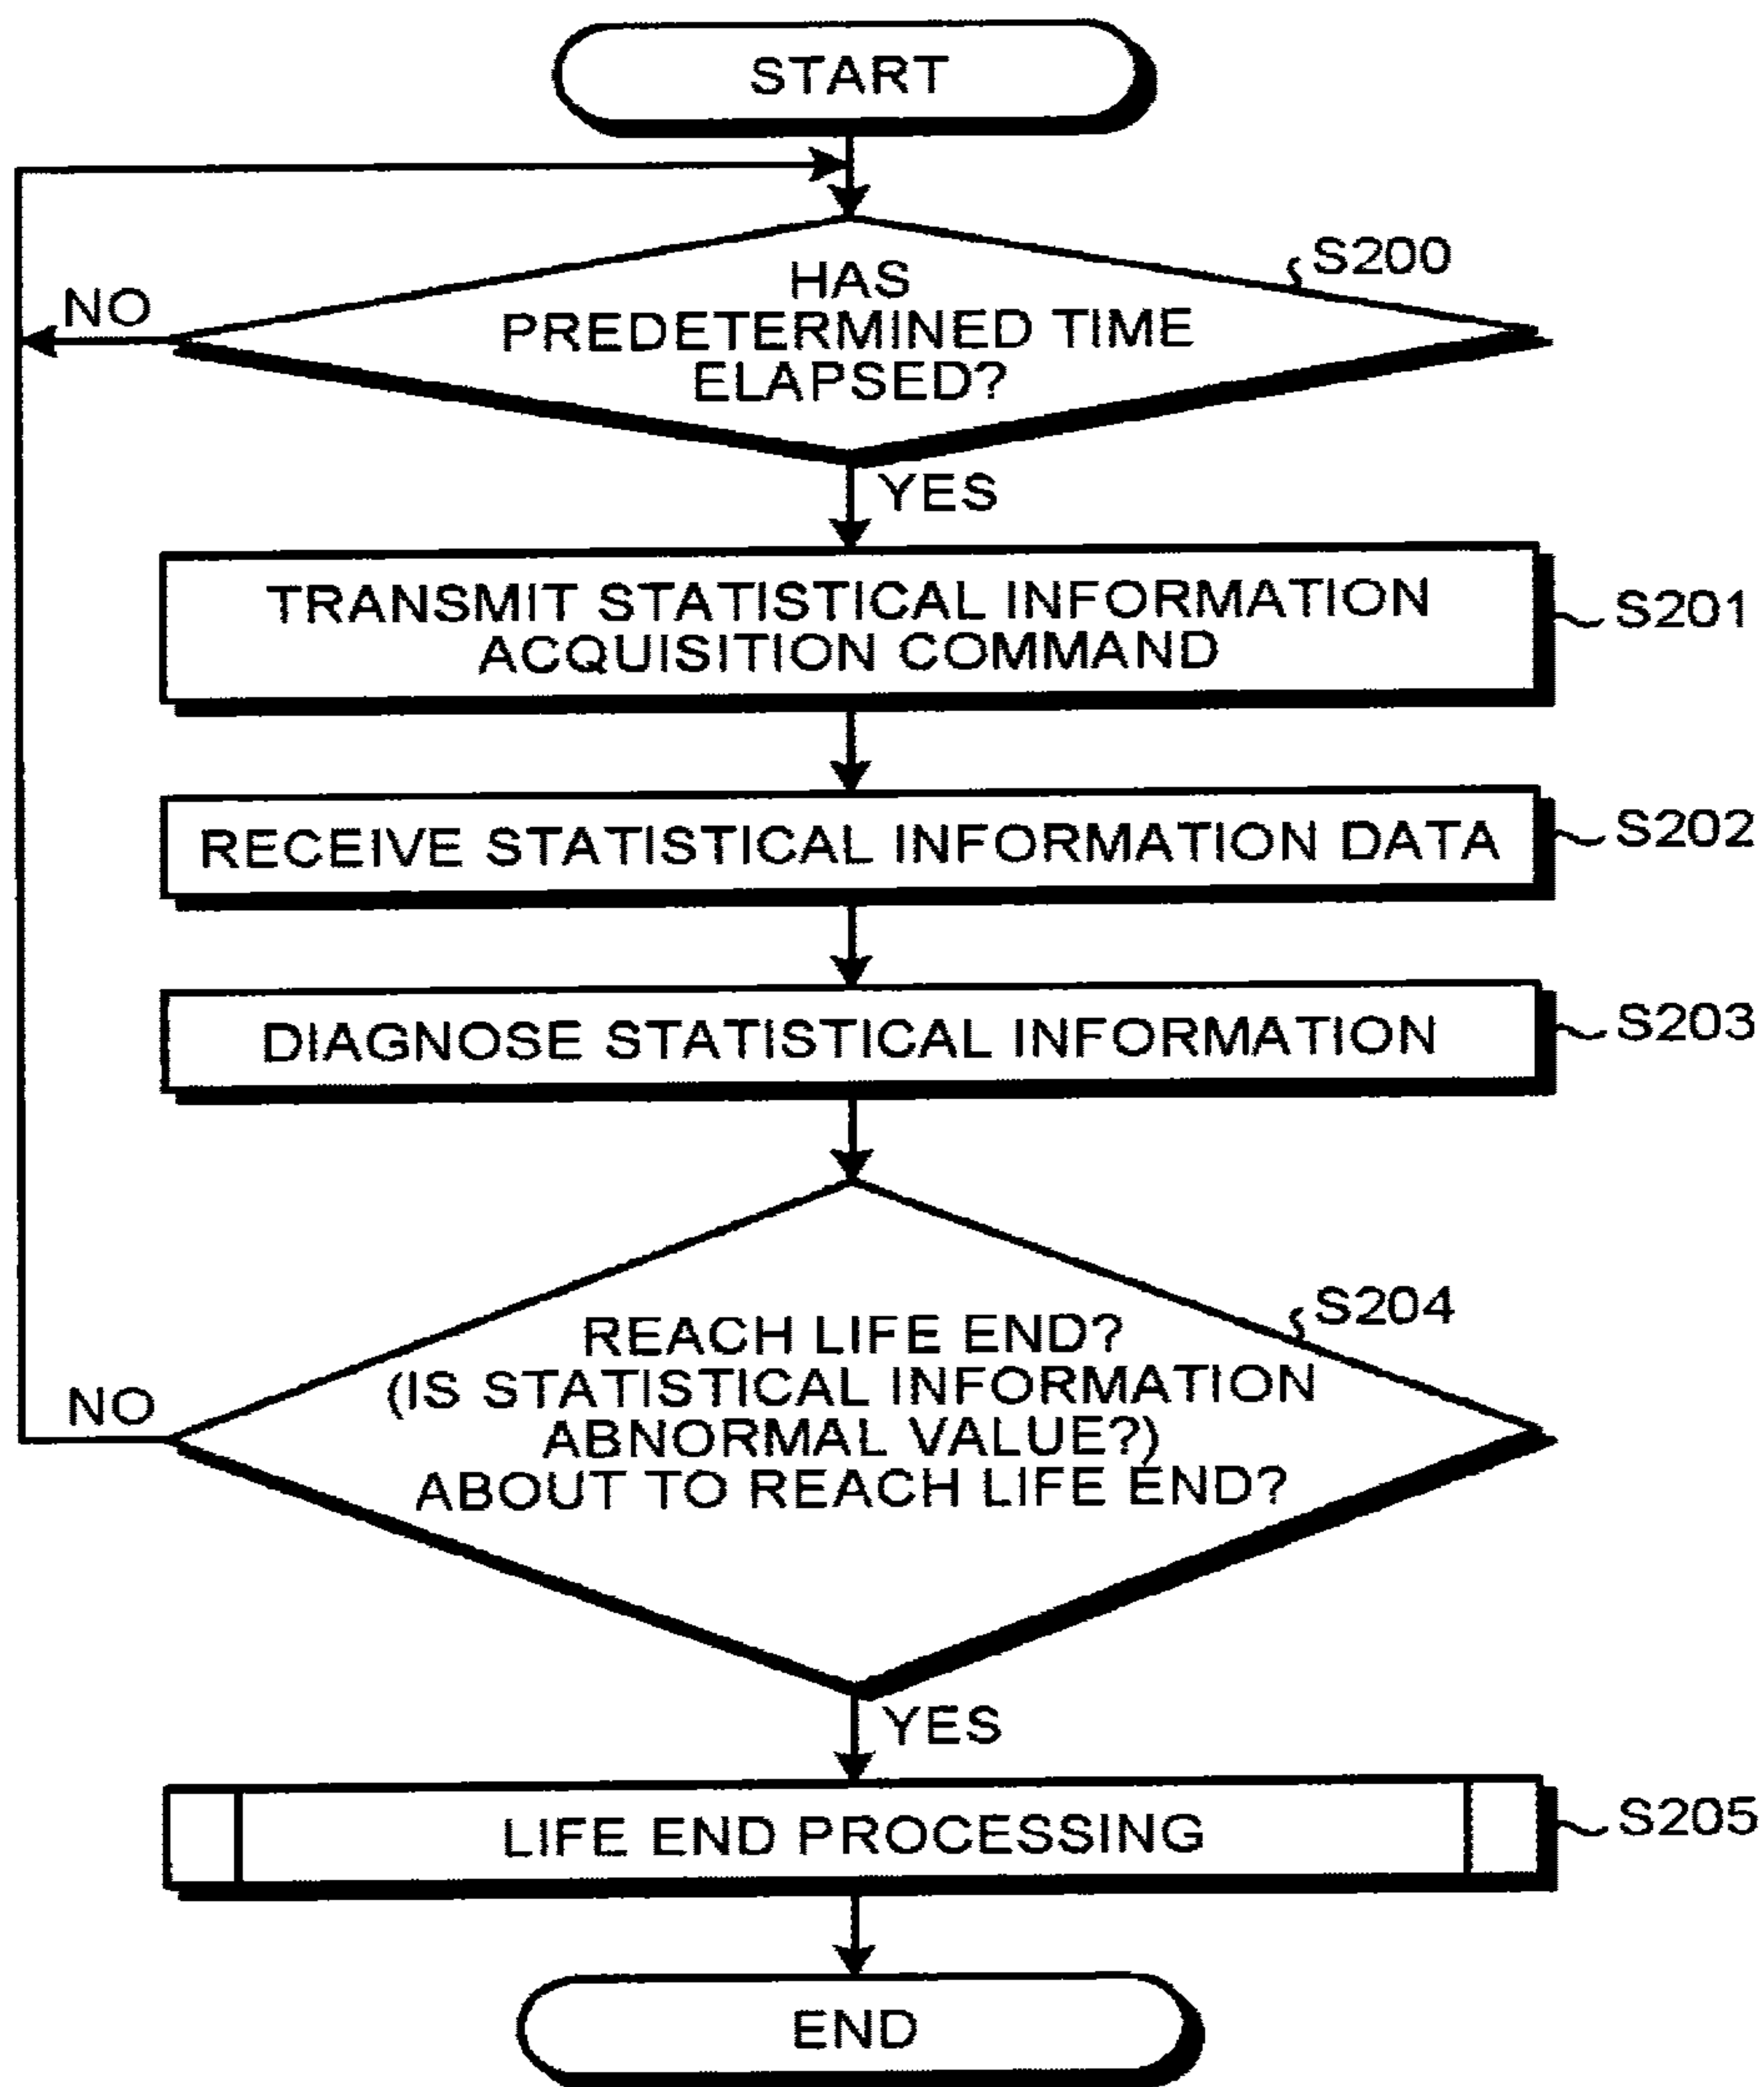 START
S200
HAS
PREDETERMINED TIME
ELAPSED?
NO
YES
TRANSMIT STATISTICAL INFORMATION
ACQUISITION COMMAND
S201
RECEIVE STATISTICAL INFORMATION DATA
S202
DIAGNOSE STATISTICAL INFORMATION
S203
S204
REACH LIFE END?
(IS STATISTICAL INFORMATION
ABNORMAL VALUE?)
ABOUT TO REACH LIFE END?
NO
YES
LIFE END PROCESSING
S205
END